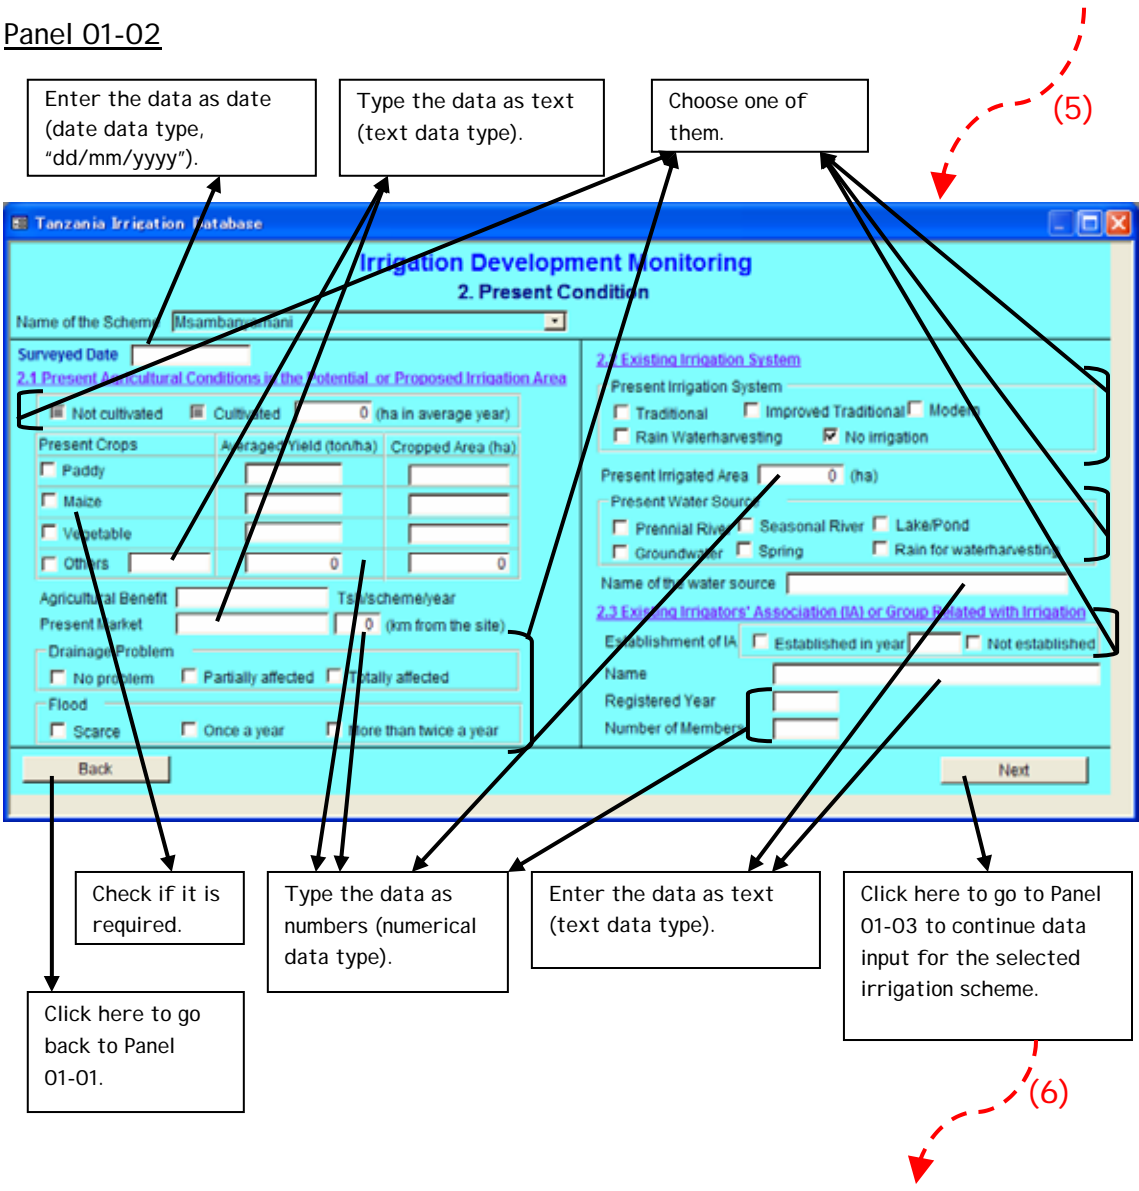 Panel 01-02
Enter the data as date
(date data type,
“dd/mm/yyyy”).
Type the data as text
(text data type).
Choose one of
them.
(5)
Tanzania Irrigation Database
Irrigation Development Monitoring
2. Present Condition
Name of the Scheme Msambanyamani
Surveyed Date
2.1 Present Agricultural Conditions in the Potential or Proposed Irrigation Area
Not cultivated Cultivated 0 (ha in average year)
Present Crops Averaged Yield (ton/ha) Cropped Area (ha)
Paddy
Maize
Vegetable
Others 0 0
Agricultural Benefit Tsh/scheme/year
Present Market 0 (km from the site)
Drainage Problem
No problem Partially affected Totally affected
Flood
Scarce Once a year More than twice a year
2.2 Existing Irrigation System
Present Irrigation System
Traditional Improved Traditional Modern
Rain Waterharvesting No irrigation
Present Irrigated Area 0 (ha)
Present Water Source
Prennial River Seasonal River Lake/Pond
Groundwater Spring Rain for waterharvesting
Name of the water source
2.3 Existing Irrigators' Association (IA) or Group Related with Irrigation
Establishment of IA Established in year Not established
Name
Registered Year
Number of Members
Back Next
Check if it is
required.
Type the data as
numbers (numerical
data type).
Enter the data as text
(text data type).
Click here to go to Panel
01-03 to continue data
input for the selected
irrigation scheme.
Click here to go
back to Panel
01-01.
(6)